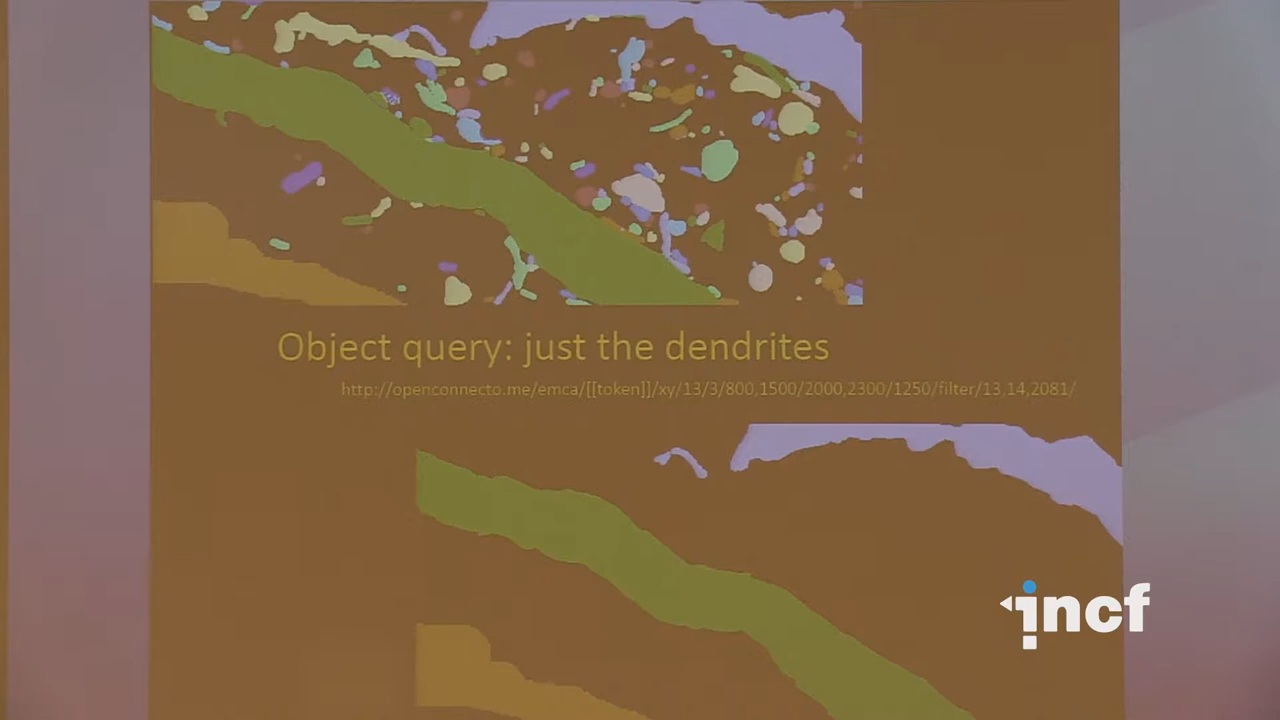 Object query: just the dendrites
http://openconnecto.me/emca/[[token]]/xy/13/3/800,1500/2000,2300/1250/filter/13,14,2081/
incf